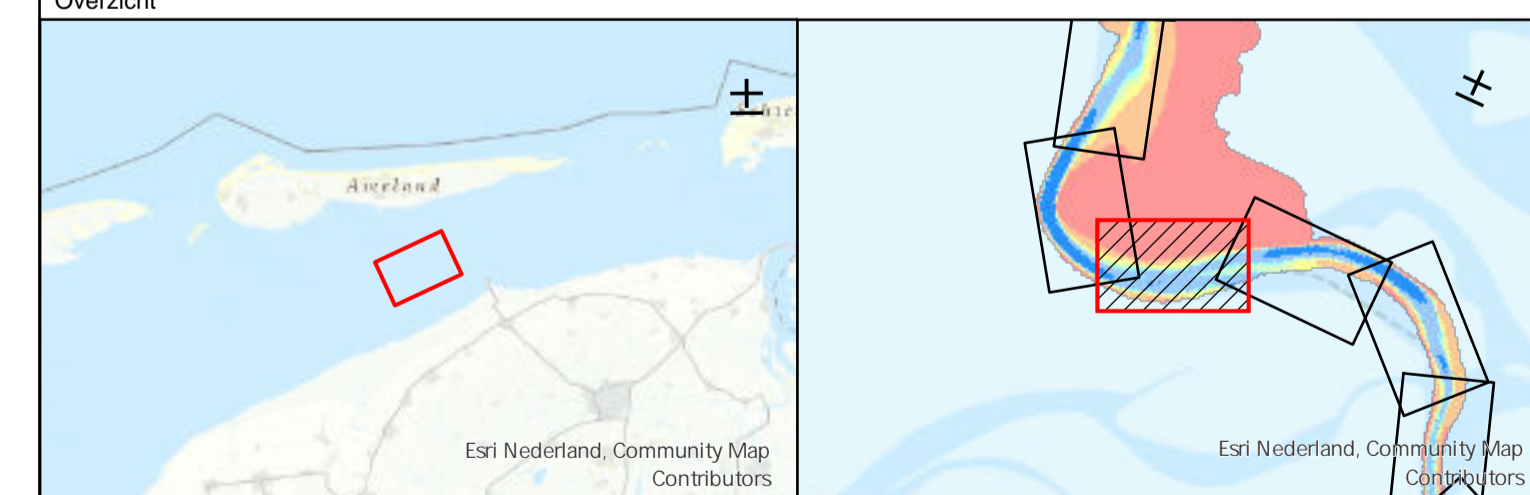 Overzicht
Ameland
Esri Nederland, Community Map
Contributors
Esri Nederland, Community Map
Contributors